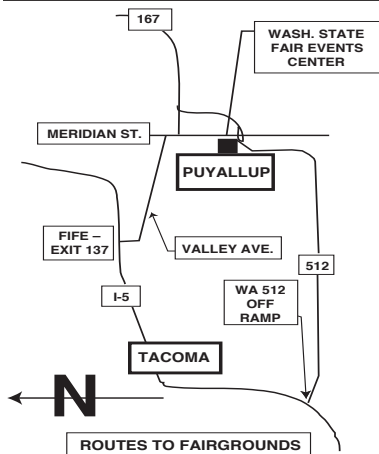 167
WASH. STATE
FAIR EVENTS
CENTER
MERIDIAN ST.
PUYALLUP
FIFE –
EXIT 137
VALLEY AVE.
512
I-5
WA 512
OFF
RAMP
TACOMA
N
ROUTES TO FAIRGROUNDS